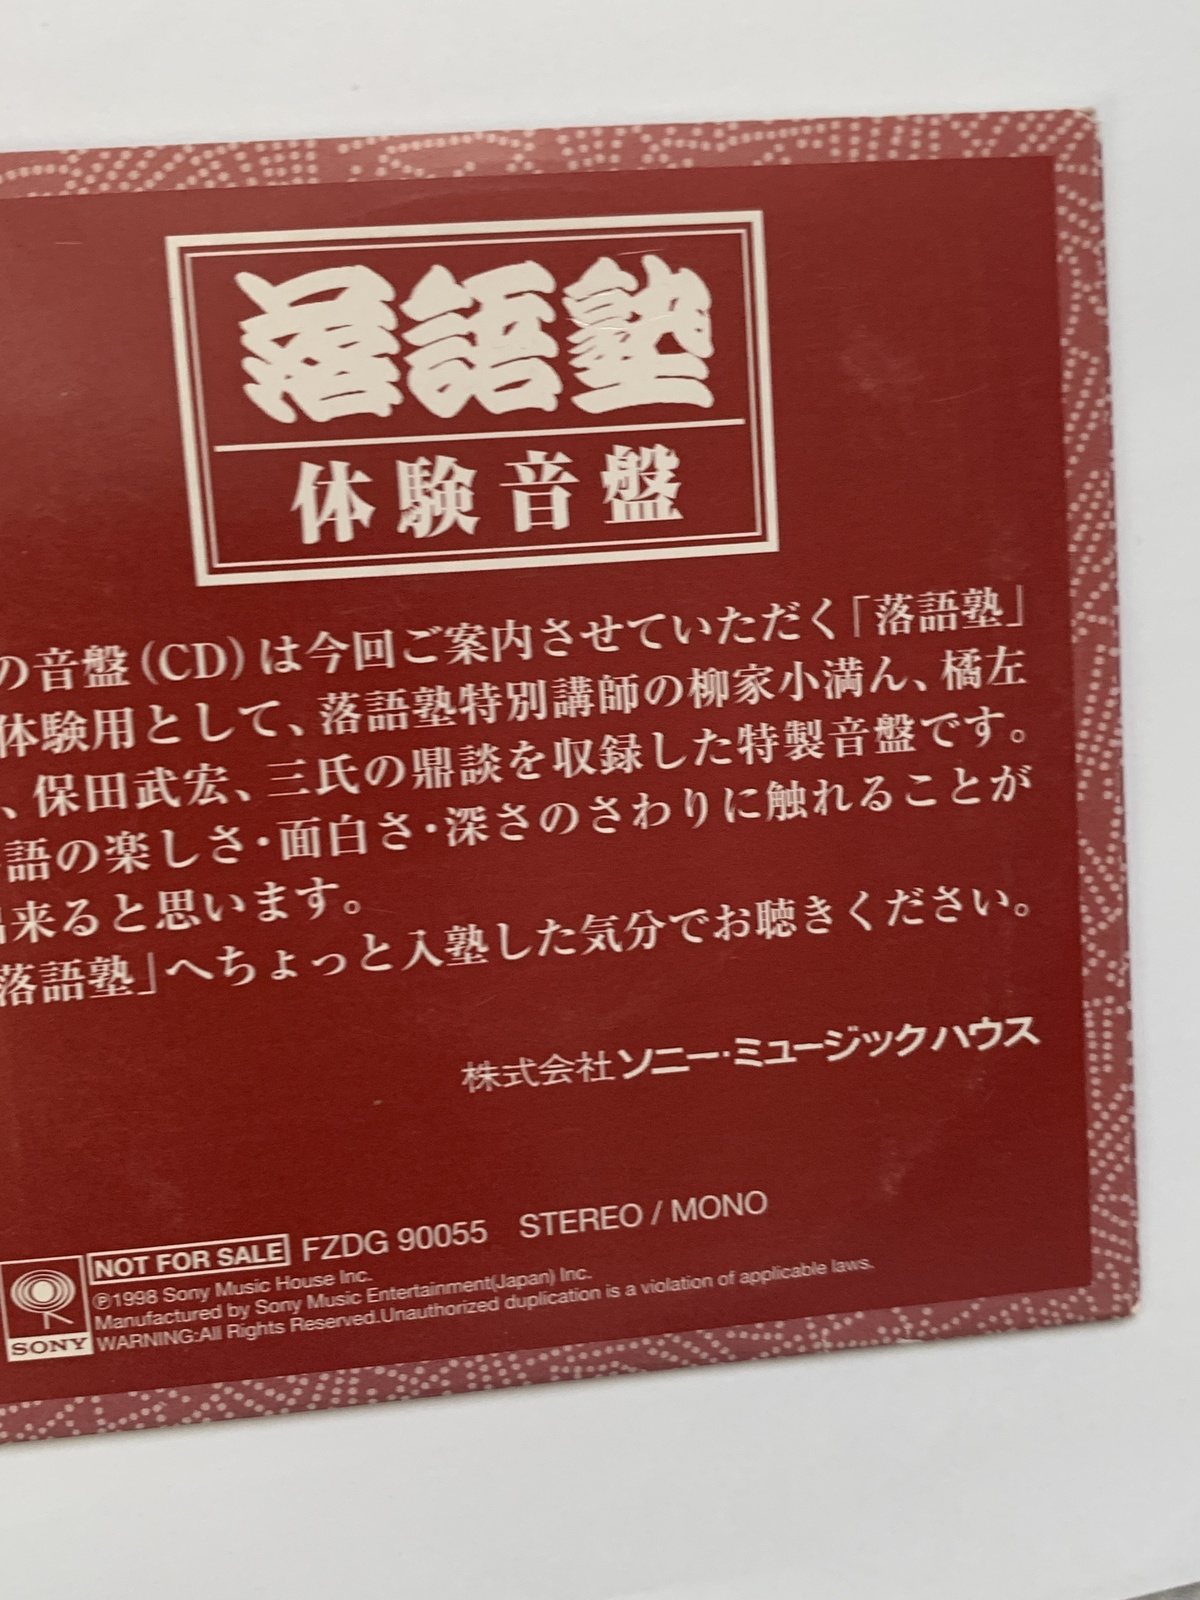 落語塾
体験音盤
の音盤(CD)は今回ご案内させていただく「落語塾」
体験用として、落語塾特別講師の柳家小満ん、橘左
、保田武宏、三氏の鼎談を収録した特製音盤です。
語の楽しさ・面白さ・深さのさわりに触れることが
出来ると思います。
落語塾」へちょっと入塾した気分でお聴きください。
株式会社ソニー・ミュージックハウス
NOT FOR SALE FZDG 90055 STEREO / MONO
℗1998 Sony Music House Inc.
Manufactured by Sony Music Entertainment(Japan) Inc.
WARNING:All Rights Reserved.Unauthorized duplication is a violation of applicable laws.
SONY